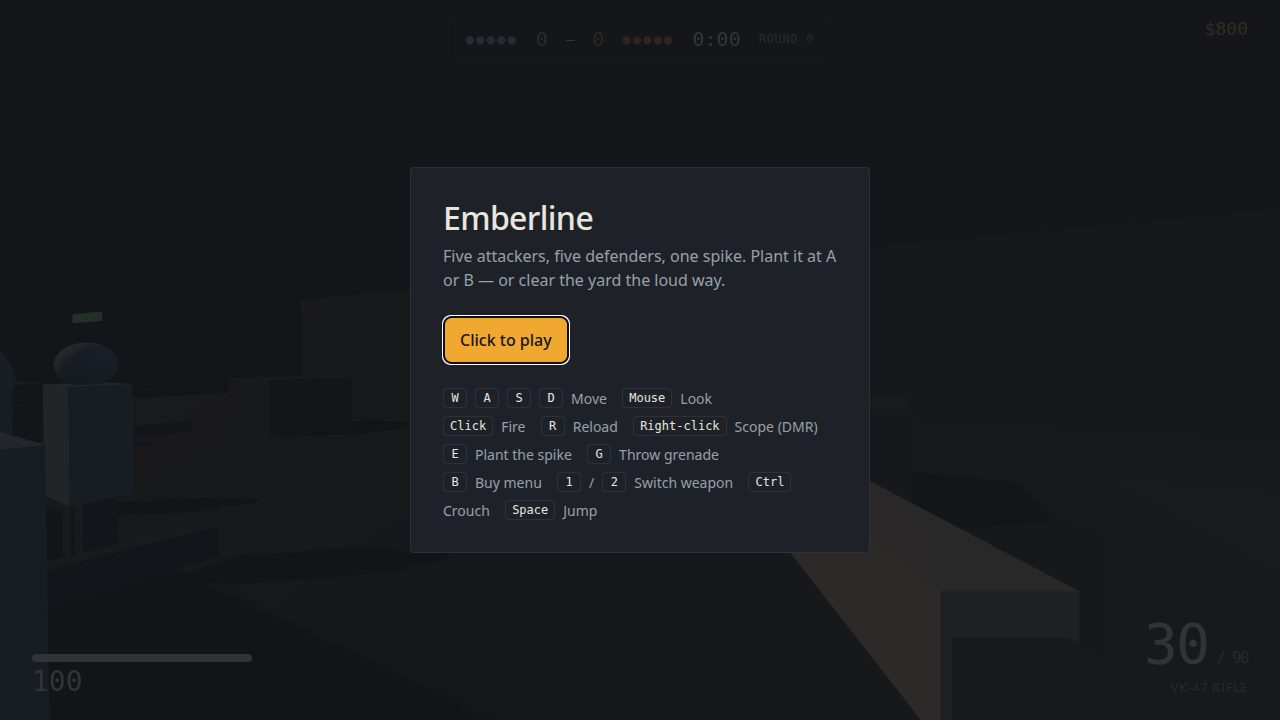 0 – 0 0:00 ROUND 0
$800
Emberline
Five attackers, five defenders, one spike. Plant it at A
or B — or clear the yard the loud way.
Click to play
W A S D Move Mouse Look
Click Fire R Reload Right-click Scope (DMR)
E Plant the spike G Throw grenade
B Buy menu 1 / 2 Switch weapon Ctrl
Crouch Space Jump
100
30 / 90
VK-47 RIFLE